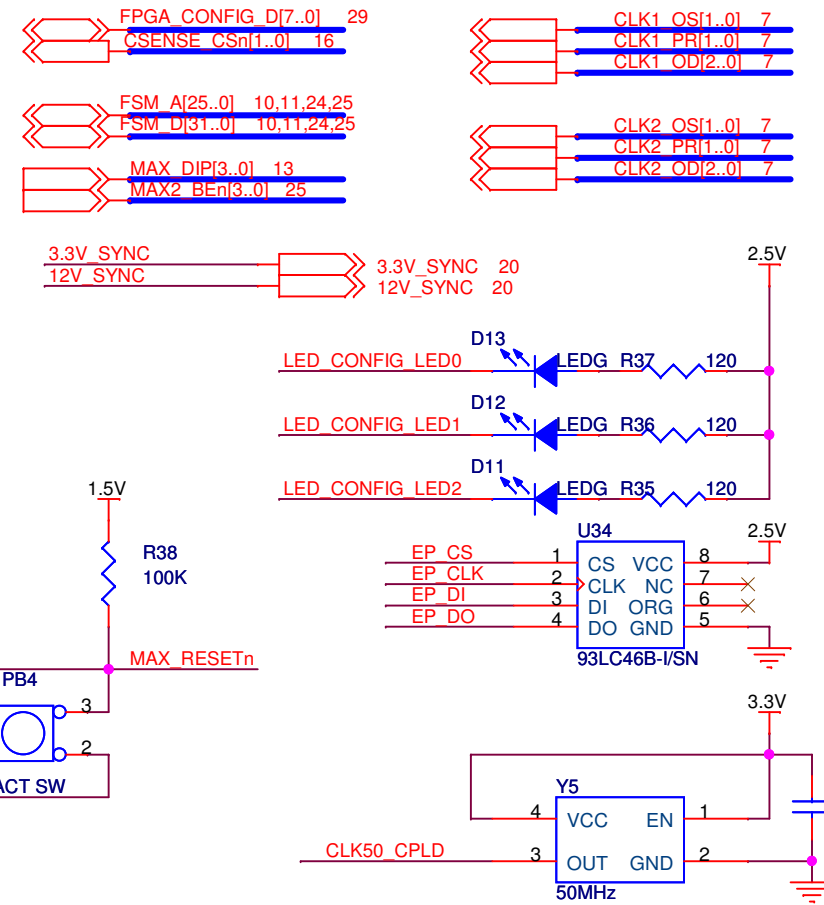 FPGA_CONFIG_D[7..0] 29
CSENSE_CSn[1..0] 16
CLK1_OS[1..0] 7
CLK1_PR[1..0] 7
CLK1_OD[2..0] 7
FSM_A[25..0] 10,11,24,25
FSM_D[31..0] 10,11,24,25
CLK2_OS[1..0] 7
CLK2_PR[1..0] 7
CLK2_OD[2..0] 7
MAX_DIP[3..0] 13
MAX2_BEn[3..0] 25
3.3V_SYNC 3.3V_SYNC 20
12V_SYNC 12V_SYNC 20
2.5V
D13
LED_CONFIG_LED0 LEDG R37 120
D12
LED_CONFIG_LED1 LEDG R36 120
D11
LED_CONFIG_LED2 LEDG R35 120
1.5V
R38
100K
MAX_RESETn
PB4
3
2
ACT SW
U34
2.5V
EP_CS 1 CS VCC 8
EP_CLK 2 CLK NC 7
EP_DI 3 DI ORG 6
EP_DO 4 DO GND 5
93LC46B-I/SN
3.3V
Y5
4 VCC EN 1
CLK50_CPLD 3 OUT GND 2
50MHz